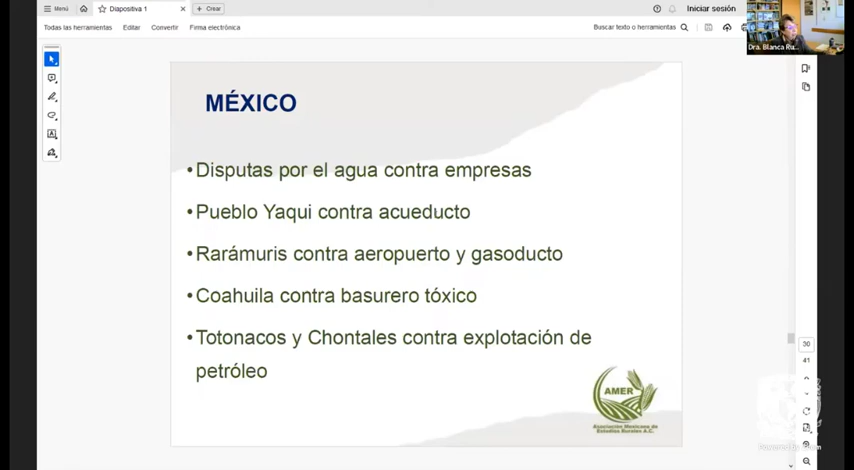 Menú
Diapositiva 1
+ Crear
Iniciar sesión
Todas las herramientas
Editar
Convertir
Firma electrónica
Buscar texto o herramientas
Dra. Blanca Ru...
MÉXICO
•Disputas por el agua contra empresas
•Pueblo Yaqui contra acueducto
•Rarámuris contra aeropuerto y gasoducto
•Coahuila contra basurero tóxico
•Totonacos y Chontales contra explotación de
petróleo
AMER
Asociación Mexicana de
Estudios Rurales A.C.
30
41
Powered By